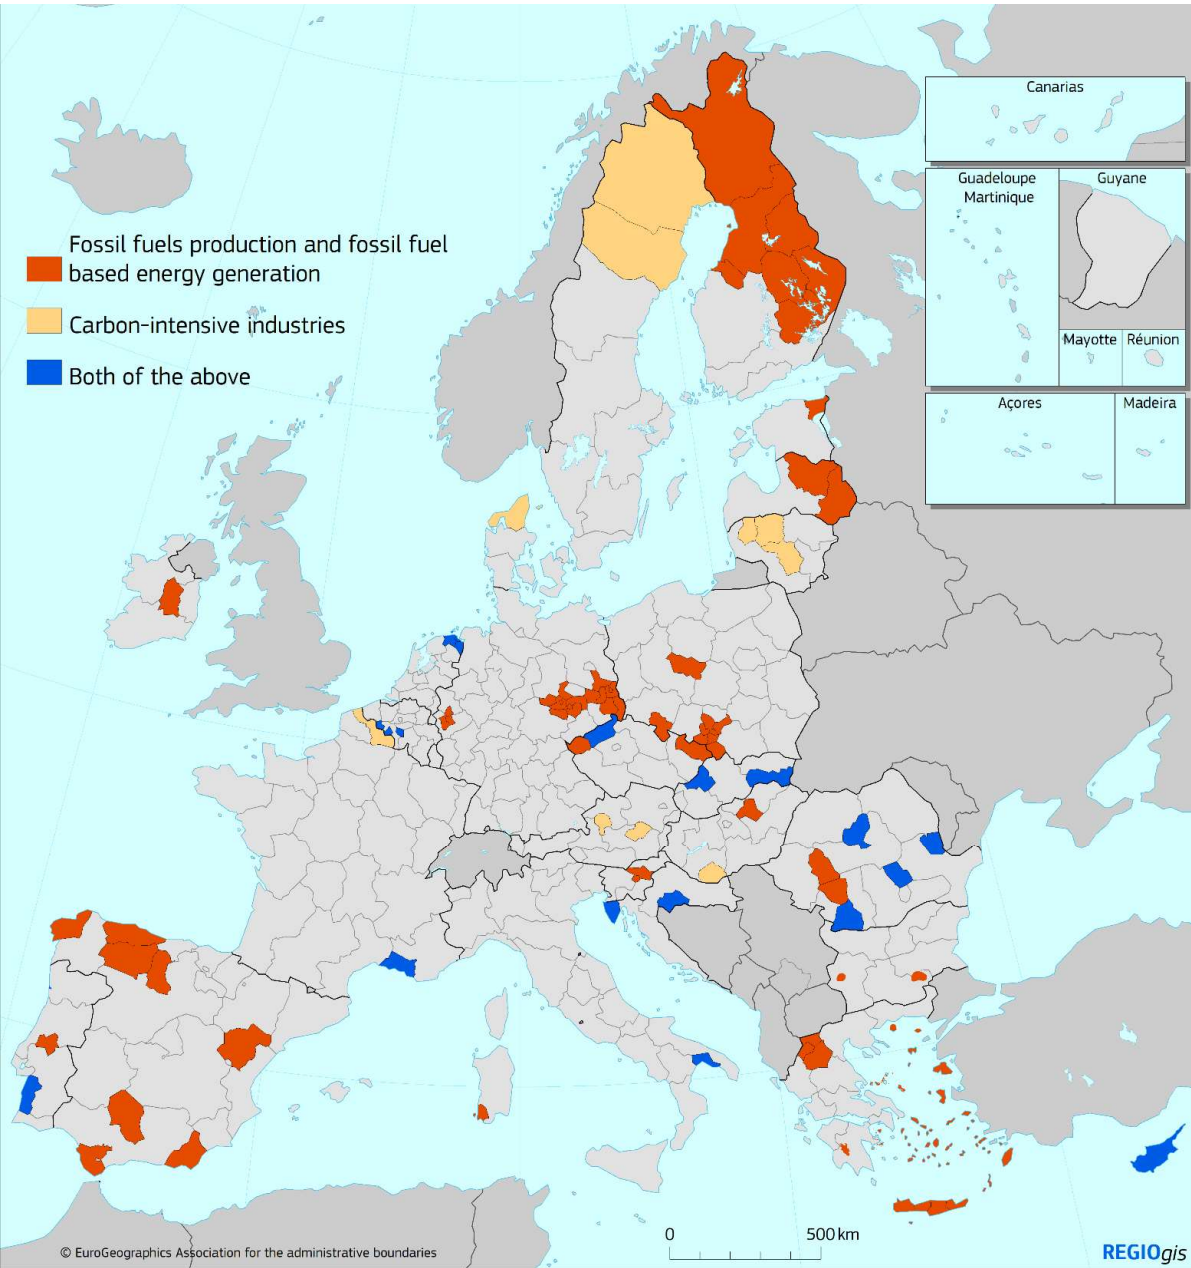 Canarias
Guadeloupe
Martinique
Guyane
Mayotte
Réunion
Açores
Madeira
Fossil fuels production and fossil fuel
based energy generation
Carbon-intensive industries
Both of the above
0 500 km
© EuroGeographics Association for the administrative boundaries
REGIOgis